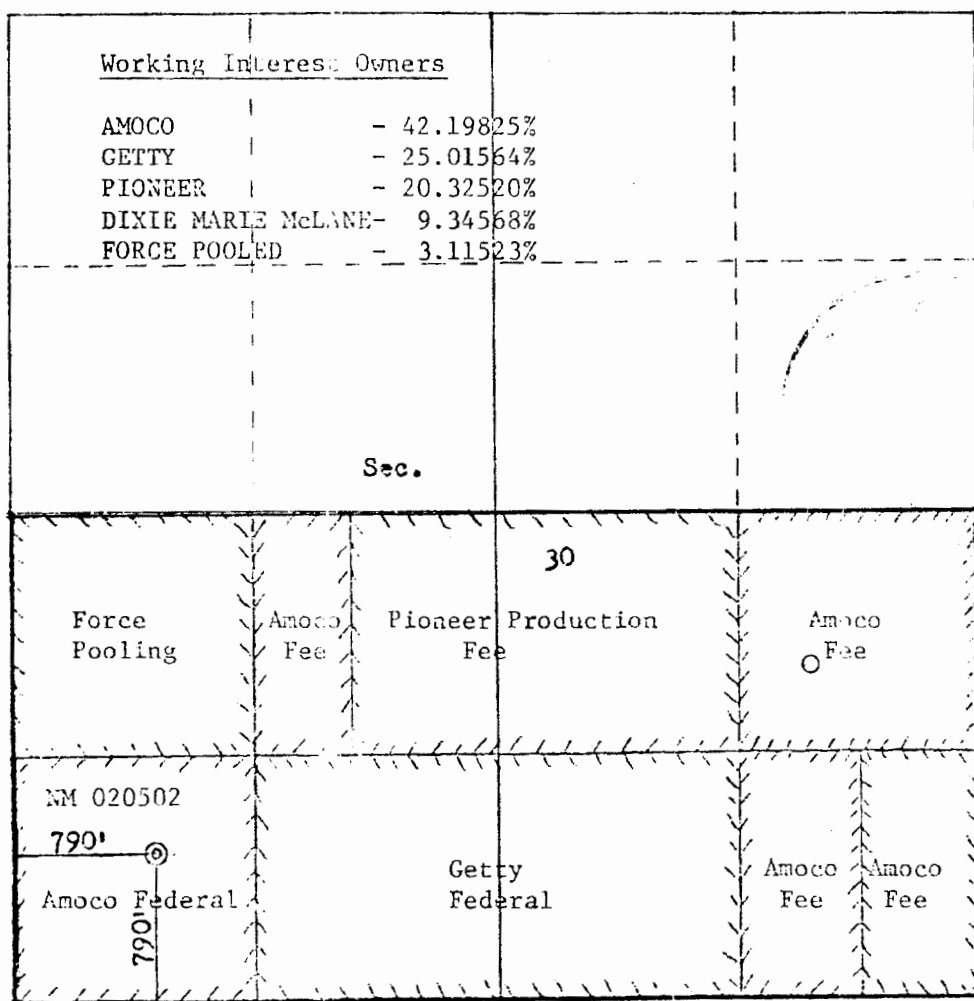 Working Interest Owners
AMOCO - 42.19825%
GETTY - 25.01564%
PIONEER - 20.32520%
DIXIE MARIE McLANE- 9.34568%
FORCE POOLED - 3.11523%
Sec.
30
Force Pooling
Amoco Fee
Pioneer Production Fee
Amoco Fee
NM 020502
790'
Amoco Federal
790'
Getty Federal
Amoco Fee
Amoco Fee